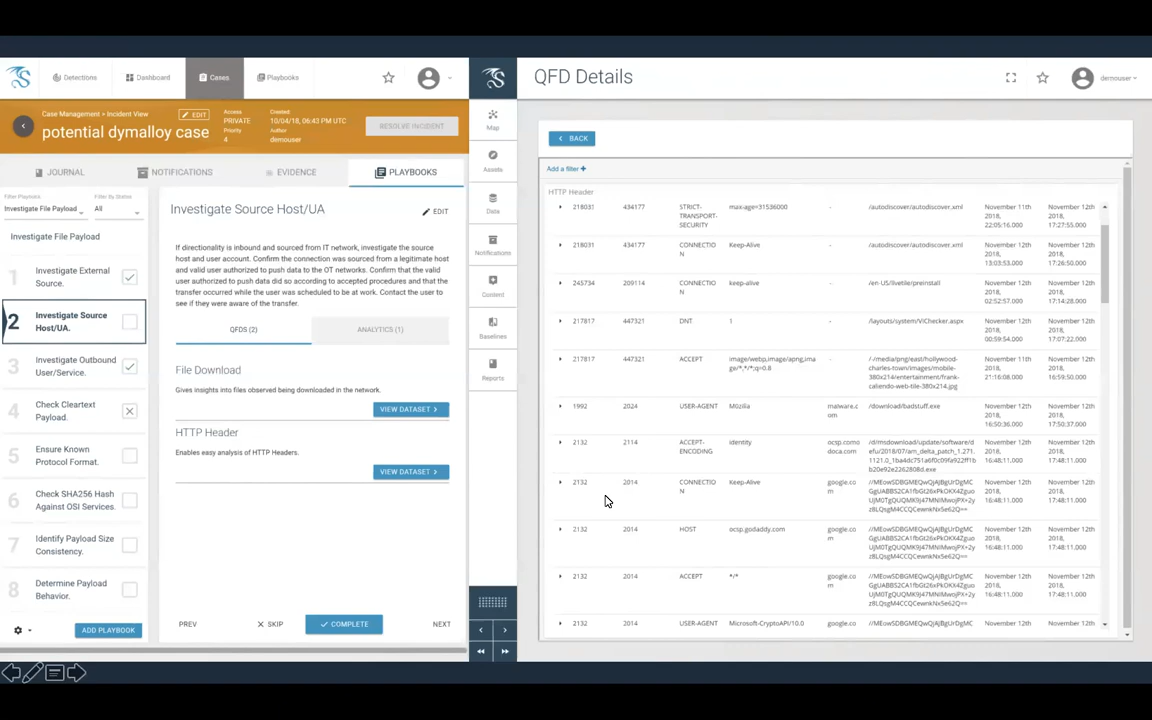 Detections
Dashboard
Cases
Playbooks
Case Management > Incident View
EDIT
potential dymalloy case
Access
PRIVATE
Priority
4
Created
10/04/18, 06:43 PM UTC
Author
demouser
RESOLVE INCIDENT
JOURNAL
NOTIFICATIONS
EVIDENCE
PLAYBOOKS
Filter Playbooks
Investigate File Payload
Filter By Status
All
Investigate File Payload
1
Investigate External
Source.
2
Investigate Source
Host/UA.
3
Investigate Outbound
User/Service.
4
Check Cleartext
Payload.
5
Ensure Known
Protocol Format.
6
Check SHA256 Hash
Against OSI Services.
7
Identify Payload Size
Consistency.
8
Determine Payload
Behavior.
ADD PLAYBOOK
Investigate Source Host/UA
EDIT
If directionality is inbound and sourced from IT network, investigate the source
host and user account. Confirm the connection was sourced from a legitimate host
and valid user authorized to push data to the OT networks. Confirm that the valid
user authorized to push data did so according to accepted procedures and that the
transfer occurred while the user was scheduled to be at work. Contact the user to
see if they were aware of the transfer.
QFDS (2)
ANALYTICS (1)
File Download
Gives insights into files observed being downloaded in the network.
VIEW DATASET >
HTTP Header
Enables easy analysis of HTTP Headers.
VIEW DATASET >
PREV
SKIP
COMPLETE
NEXT
Map
Assets
Data
Notifications
Content
Baselines
Reports
QFD Details
demouser
BACK
Add a filter +
HTTP Header
218031 434177 STRICT-TRANSPORT-SECURITY max-age=31536000 - /autodiscover/autodiscover.xml November 11th 2018, 22:05:16.000 November 12th 2018, 17:27:55.000
218031 434177 CONNECTION Keep-Alive - /autodiscover/autodiscover.xml November 12th 2018, 13:03:53.000 November 12th 2018, 17:26:50.000
245734 209114 CONNECTION keep-alive - /en-US/livetile/preinstall November 12th 2018, 02:52:57.000 November 12th 2018, 17:14:28.000
217817 447321 DNT 1 - /layouts/system/VIChecker.aspx November 12th 2018, 00:59:54.000 November 12th 2018, 17:07:22.000
217817 447321 ACCEPT image/webp,image/apng,image/*,*/*;q=0.8 - /-/media/png/east/hollywood-charles-town/images/mobile-380x214/entertainment/frank-caliendo-web-tile-380x214.jpg November 11th 2018, 21:16:08.000 November 12th 2018, 16:59:50.000
1992 2024 USER-AGENT M0zilla malware.com /download/badstuff.exe November 12th 2018, 16:50:36.000 November 12th 2018, 17:50:37.000
2132 2114 ACCEPT-ENCODING identity ocsp.comodoca.com November 12th 2018, 16:48:11.000 November 12th 2018, 17:48:11.000
2132 2014 CONNECTION Keep-Alive google.com November 12th 2018, 16:48:11.000 November 12th 2018, 17:48:11.000
2132 2014 HOST ocsp.godaddy.com google.com November 12th 2018, 16:48:11.000 November 12th 2018, 17:48:11.000
2132 2014 ACCEPT */* google.com November 12th 2018, 16:48:11.000 November 12th 2018, 17:48:11.000
2132 2014 USER-AGENT Microsoft-CryptoAPI/10.0 google.co November 12th November 12th